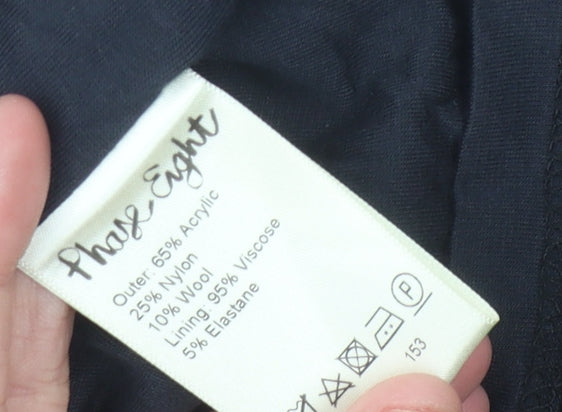 Phase Eight
Outer: 65% Acrylic
25% Nylon
10% Wool
Lining: 95% Viscose
5% Elastane
P
153